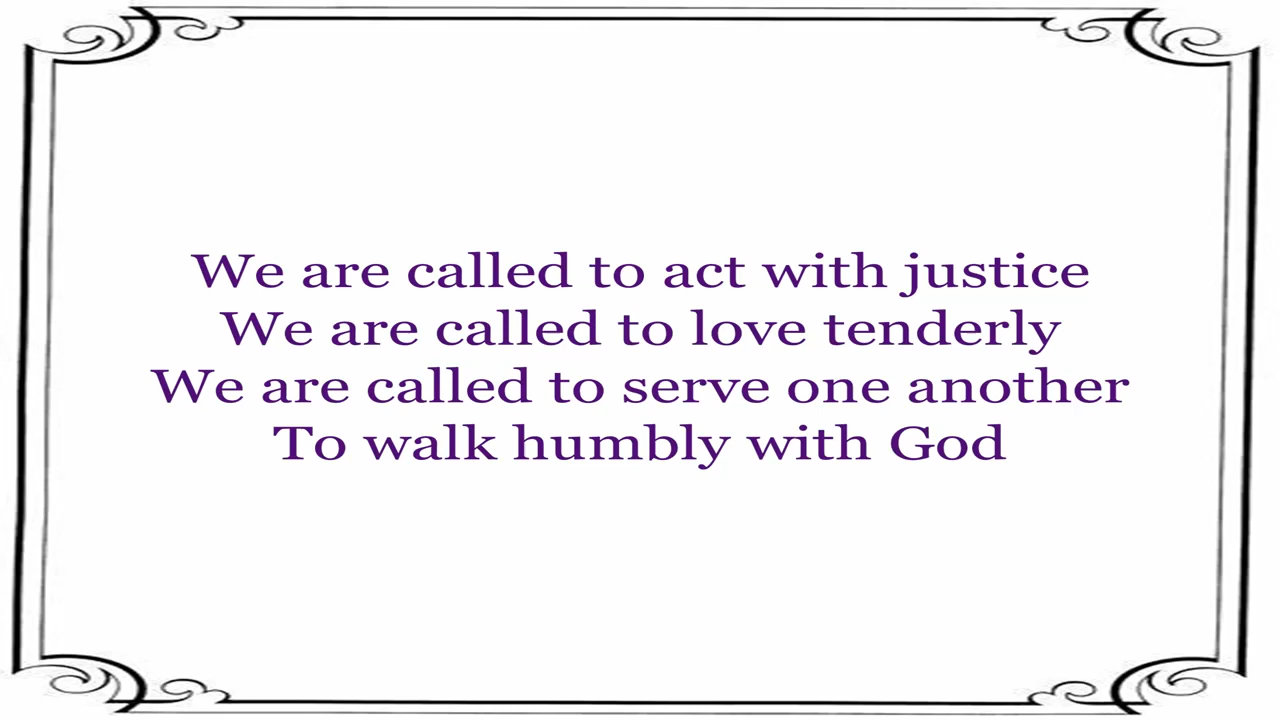 We are called to act with justice
We are called to love tenderly
We are called to serve one another
To walk humbly with God